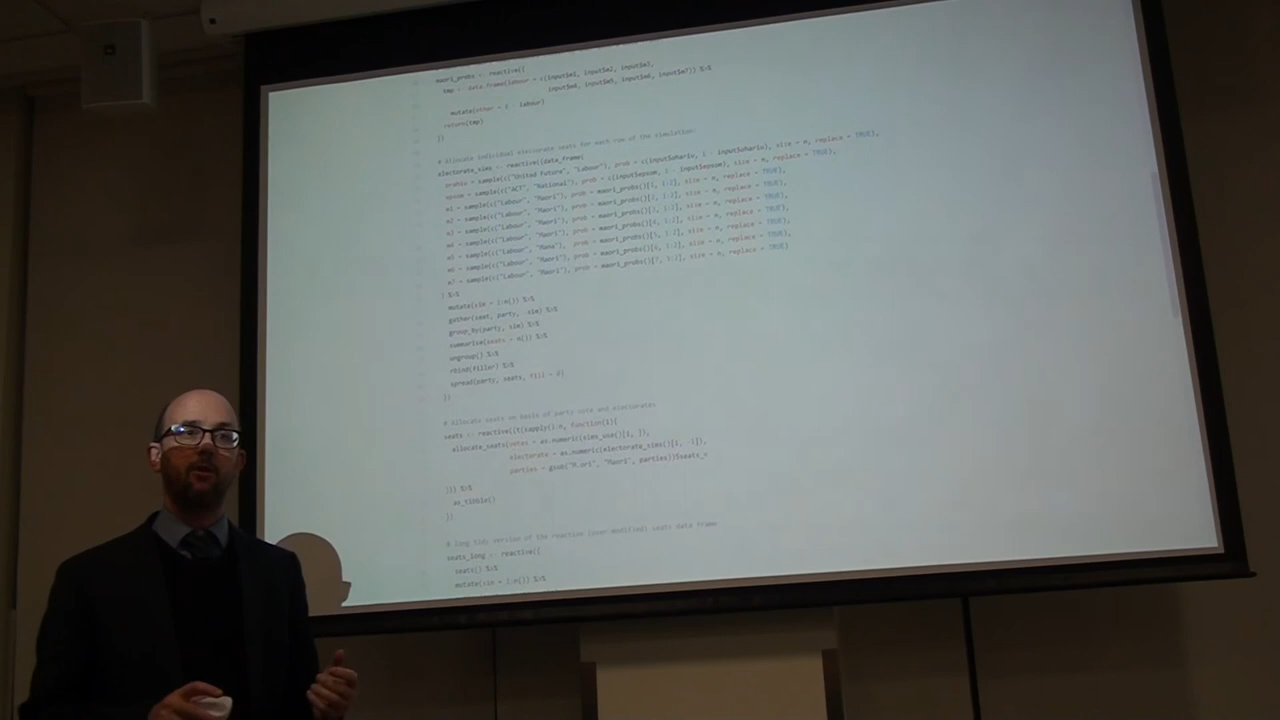 maori_probs <- reactive({
tmp <- data.frame(labour = c(input$m1, input$m2, input$m3,
input$m4, input$m5, input$m6, input$m7)) %>%
mutate(other = 1 - labour)
return(tmp)
})
# Allocate individual electorate seats for each row of the simulation:
electorate_sims <- reactive({data_frame(
ohariu = sample(c("United Future", "Labour"), prob = c(input$ohariu, 1 - input$ohariu), size = n, replace = TRUE),
epsom = sample(c("ACT", "National"), prob = c(input$epsom, 1 - input$epsom), size = n, replace = TRUE),
m1 = sample(c("Labour", "Maori"), prob = maori_probs()[1, 1:2], size = n, replace = TRUE),
m2 = sample(c("Labour", "Maori"), prob = maori_probs()[2, 1:2], size = n, replace = TRUE),
m3 = sample(c("Labour", "Maori"), prob = maori_probs()[3, 1:2], size = n, replace = TRUE),
m4 = sample(c("Labour", "Maori"), prob = maori_probs()[4, 1:2], size = n, replace = TRUE),
m5 = sample(c("Labour", "Mana"), prob = maori_probs()[5, 1:2], size = n, replace = TRUE),
m6 = sample(c("Labour", "Maori"), prob = maori_probs()[6, 1:2], size = n, replace = TRUE),
m7 = sample(c("Labour", "Maori"), prob = maori_probs()[7, 1:2], size = n, replace = TRUE)
) %>%
mutate(sim = 1:n()) %>%
gather(seat, party, -sim) %>%
group_by(party, sim) %>%
summarise(seats = n()) %>%
ungroup() %>%
rbind(filler) %>%
spread(party, seats, fill = 0)
})
# Allocate seats on basis of party vote and electorates
seats <- reactive({t(sapply(1:n, function(i){
allocate_seats(votes = as.numeric(sims_use()[i, ]),
electorate = as.numeric(electorate_sims()[i, -1]),
parties = gsub("M.ori", "Maori", parties))$seats_v
})) %>%
as_tibble()
})
# long tidy version of the reaction (user-modified) seats data frame
seats_long <- reactive({
seats() %>%
mutate(sim = 1:n()) %>%